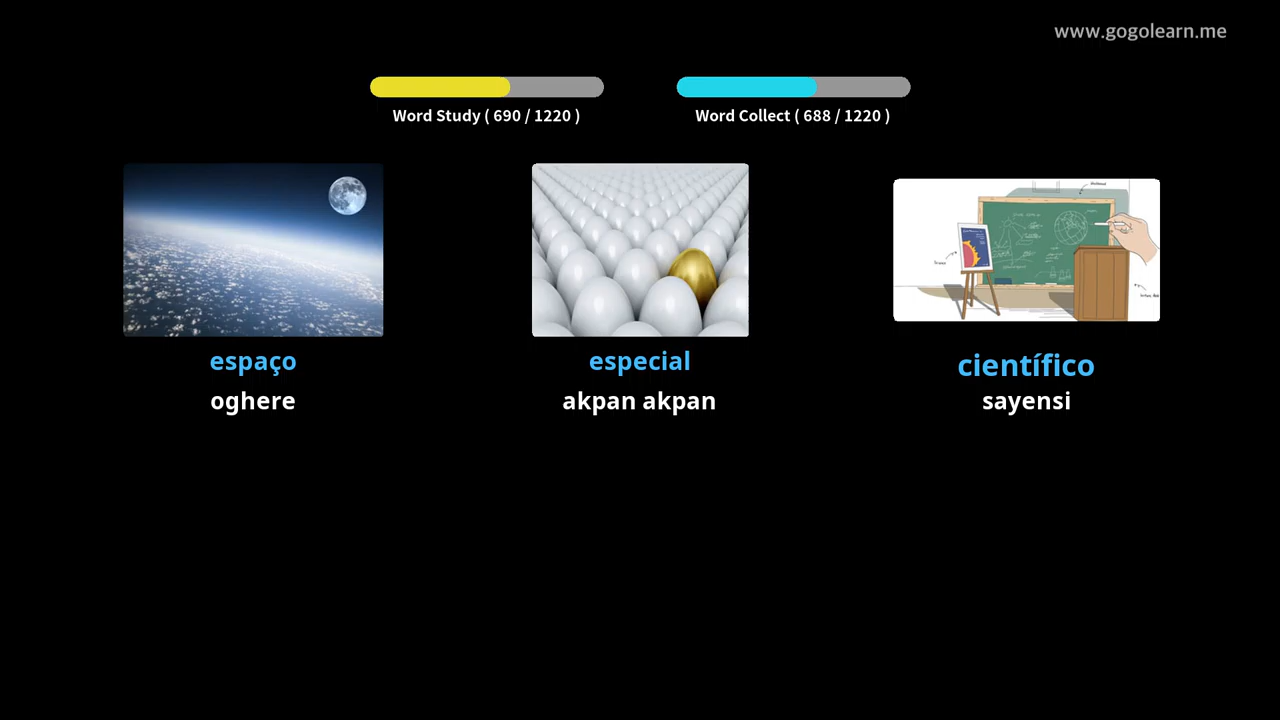 www.gogolearn.me
Word Study ( 690 / 1220 )
Word Collect ( 688 / 1220 )
espaço
oghere
especial
akpan akpan
científico
sayensi